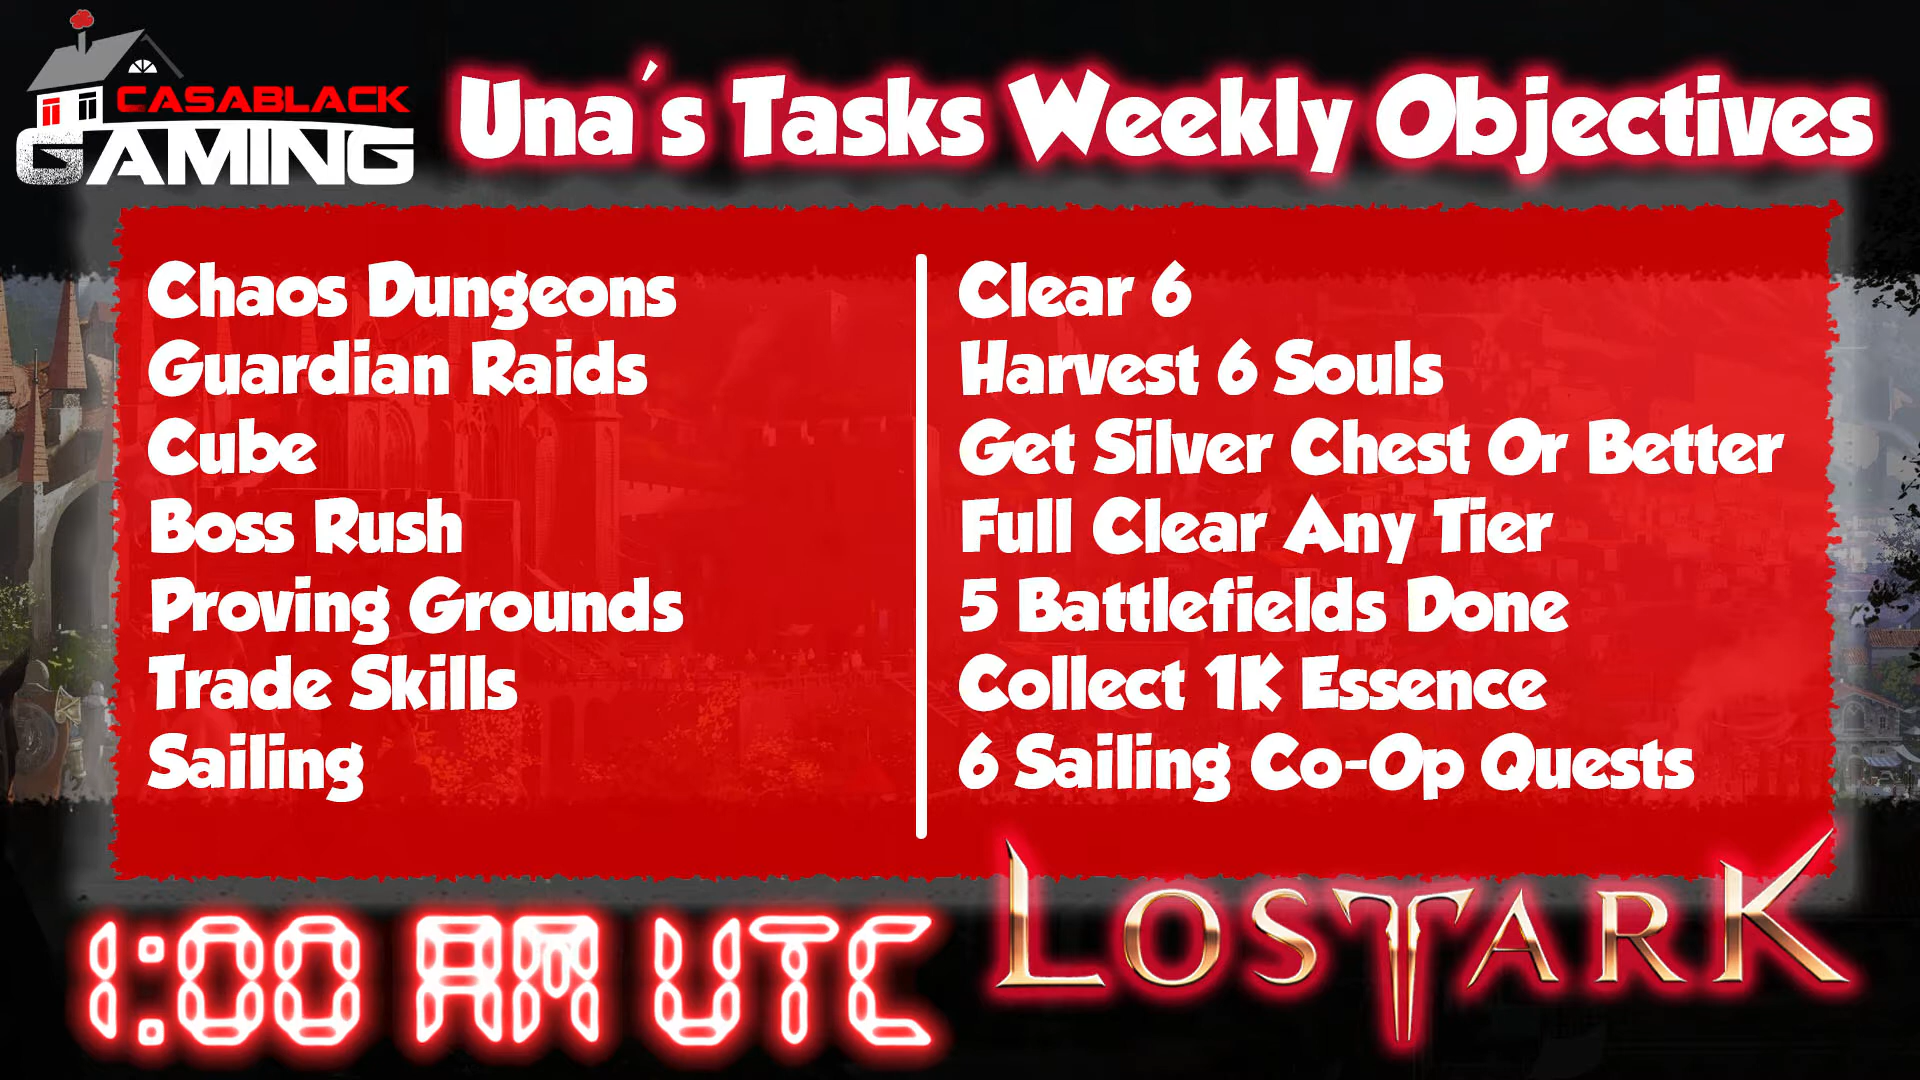 CASABLACK
GAMING
Una's Tasks Weekly Objectives
Chaos Dungeons
Guardian Raids
Cube
Boss Rush
Proving Grounds
Trade Skills
Sailing
Clear 6
Harvest 6 Souls
Get Silver Chest Or Better
Full Clear Any Tier
5 Battlefields Done
Collect 1K Essence
6 Sailing Co-Op Quests
1:00 AM UTC
LOST ARK